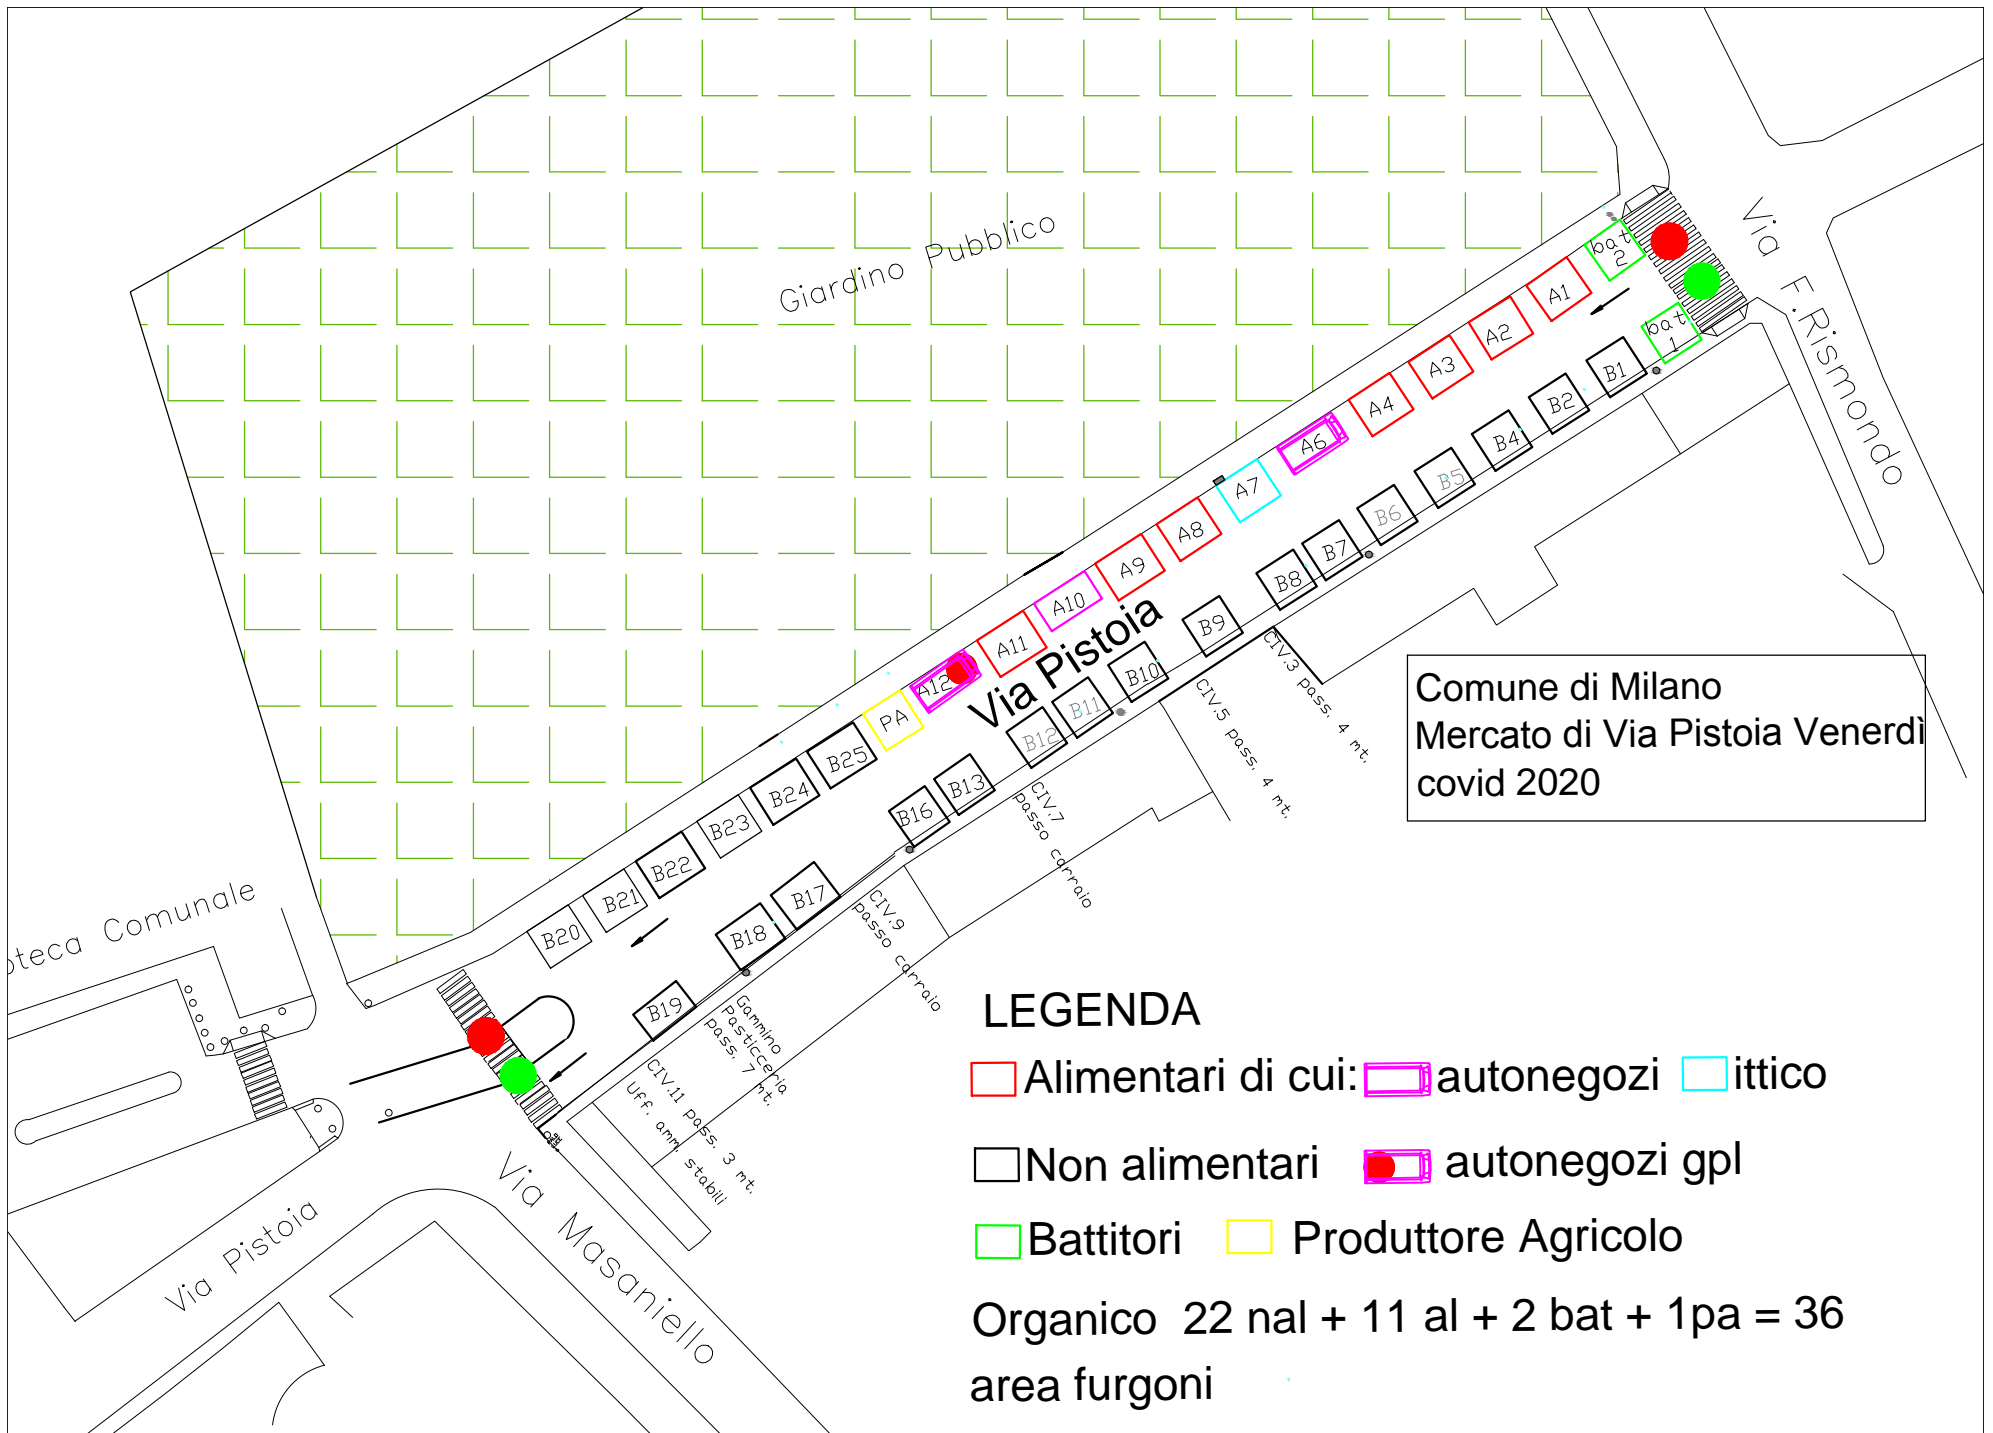 Giardino Pubblico
Via F.Rismondo
bat
2
A1
A2
A3
A4
A6
A7
A8
A9
A10
A11
A12
PA
B25
B24
B23
B22
B21
B20
bat
1
B1
B2
B4
B5
B6
B7
B8
B9
B10
B11
B12
B13
B16
B17
B18
B19
Via Pistoia
CIV.3 pass. 4 mt.
CIV.5 pass. 4 mt.
CIV.7
passo carraio
CIV.9
passo carraio
Gammino
Pasticceria
pass. 7 mt.
CIV.11 pass. 3 mt.
Uff. amm. stabili
Comune di Milano
Mercato di Via Pistoia Venerdì
covid 2020
oteca Comunale
Via Pistoia
Via Masaniello
LEGENDA
Alimentari di cui: autonegozi ittico
Non alimentari autonegozi gpl
Battitori Produttore Agricolo
Organico 22 nal + 11 al + 2 bat + 1pa = 36
area furgoni